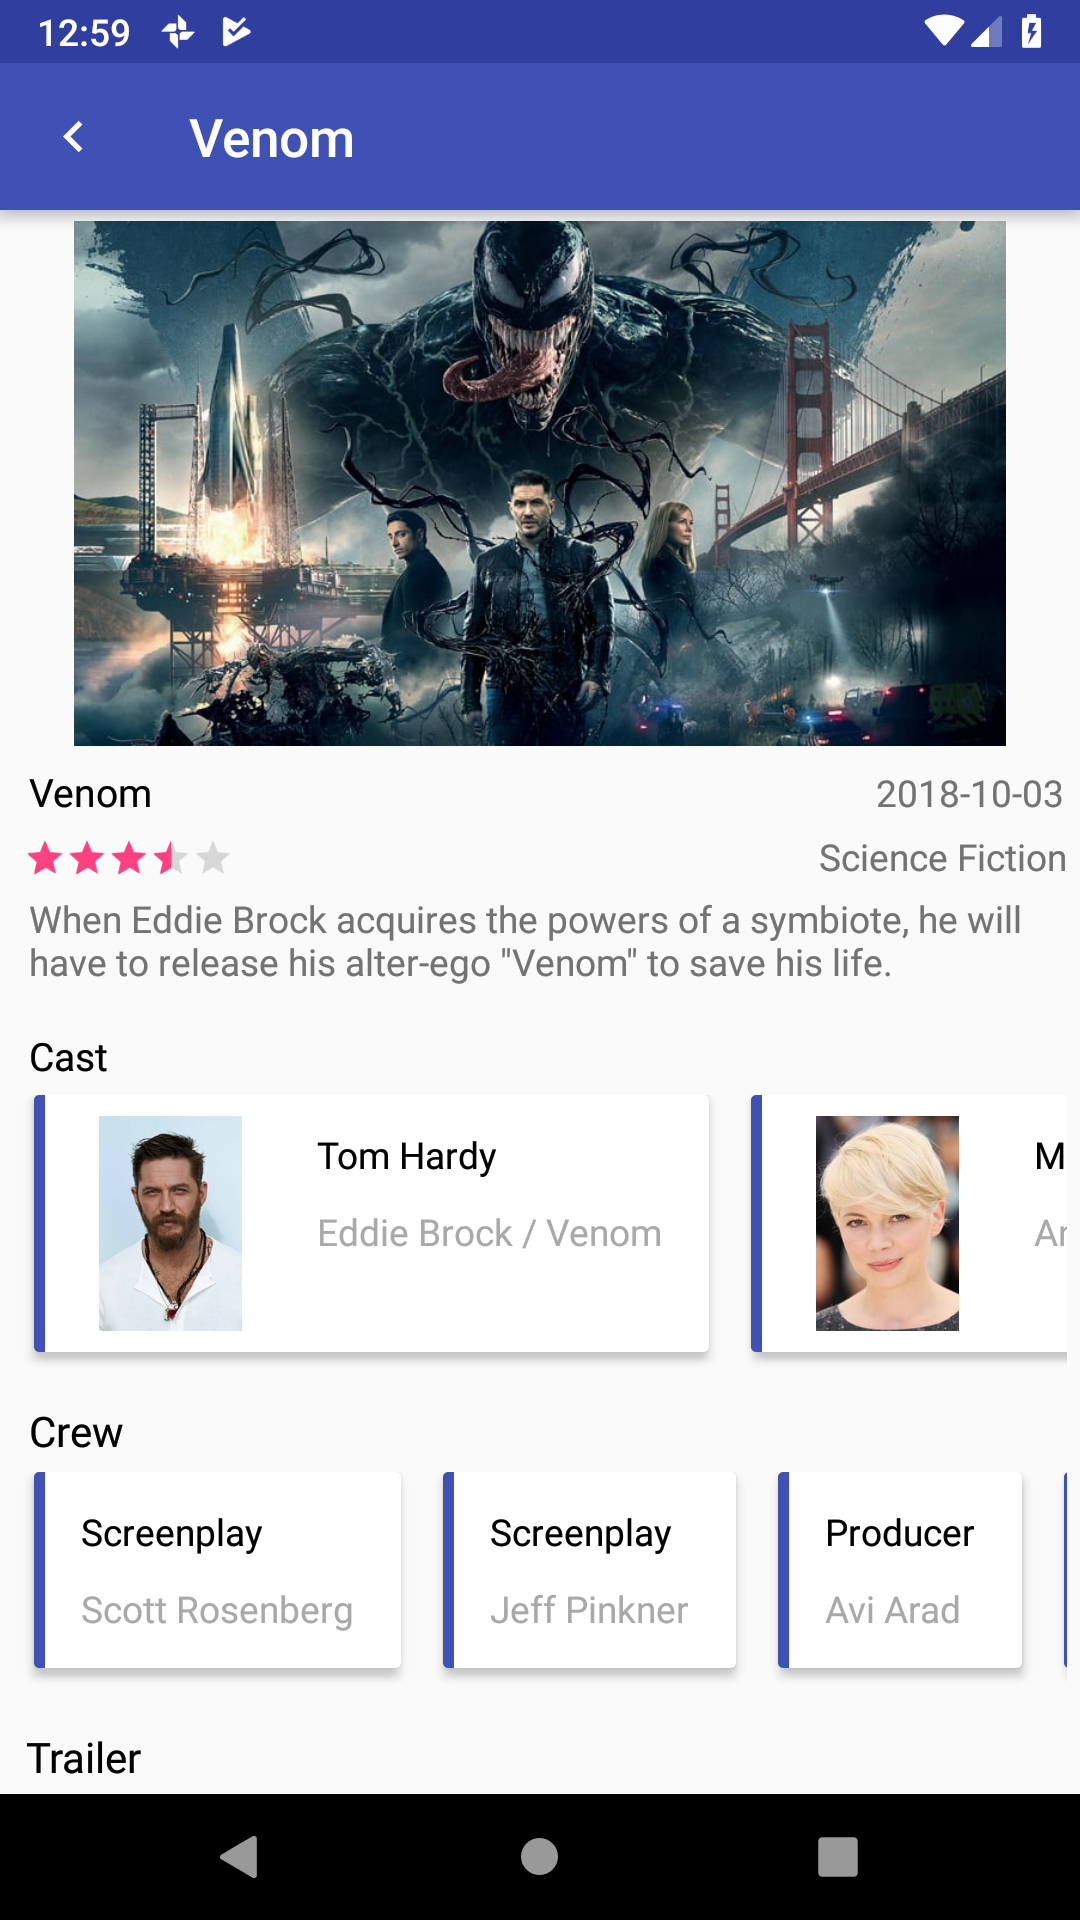 12:59
Venom
Venom
2018-10-03
Science Fiction
When Eddie Brock acquires the powers of a symbiote, he will
have to release his alter-ego "Venom" to save his life.
Cast
Tom Hardy
Eddie Brock / Venom
M
Ar
Crew
Screenplay
Scott Rosenberg
Screenplay
Jeff Pinkner
Producer
Avi Arad
Trailer